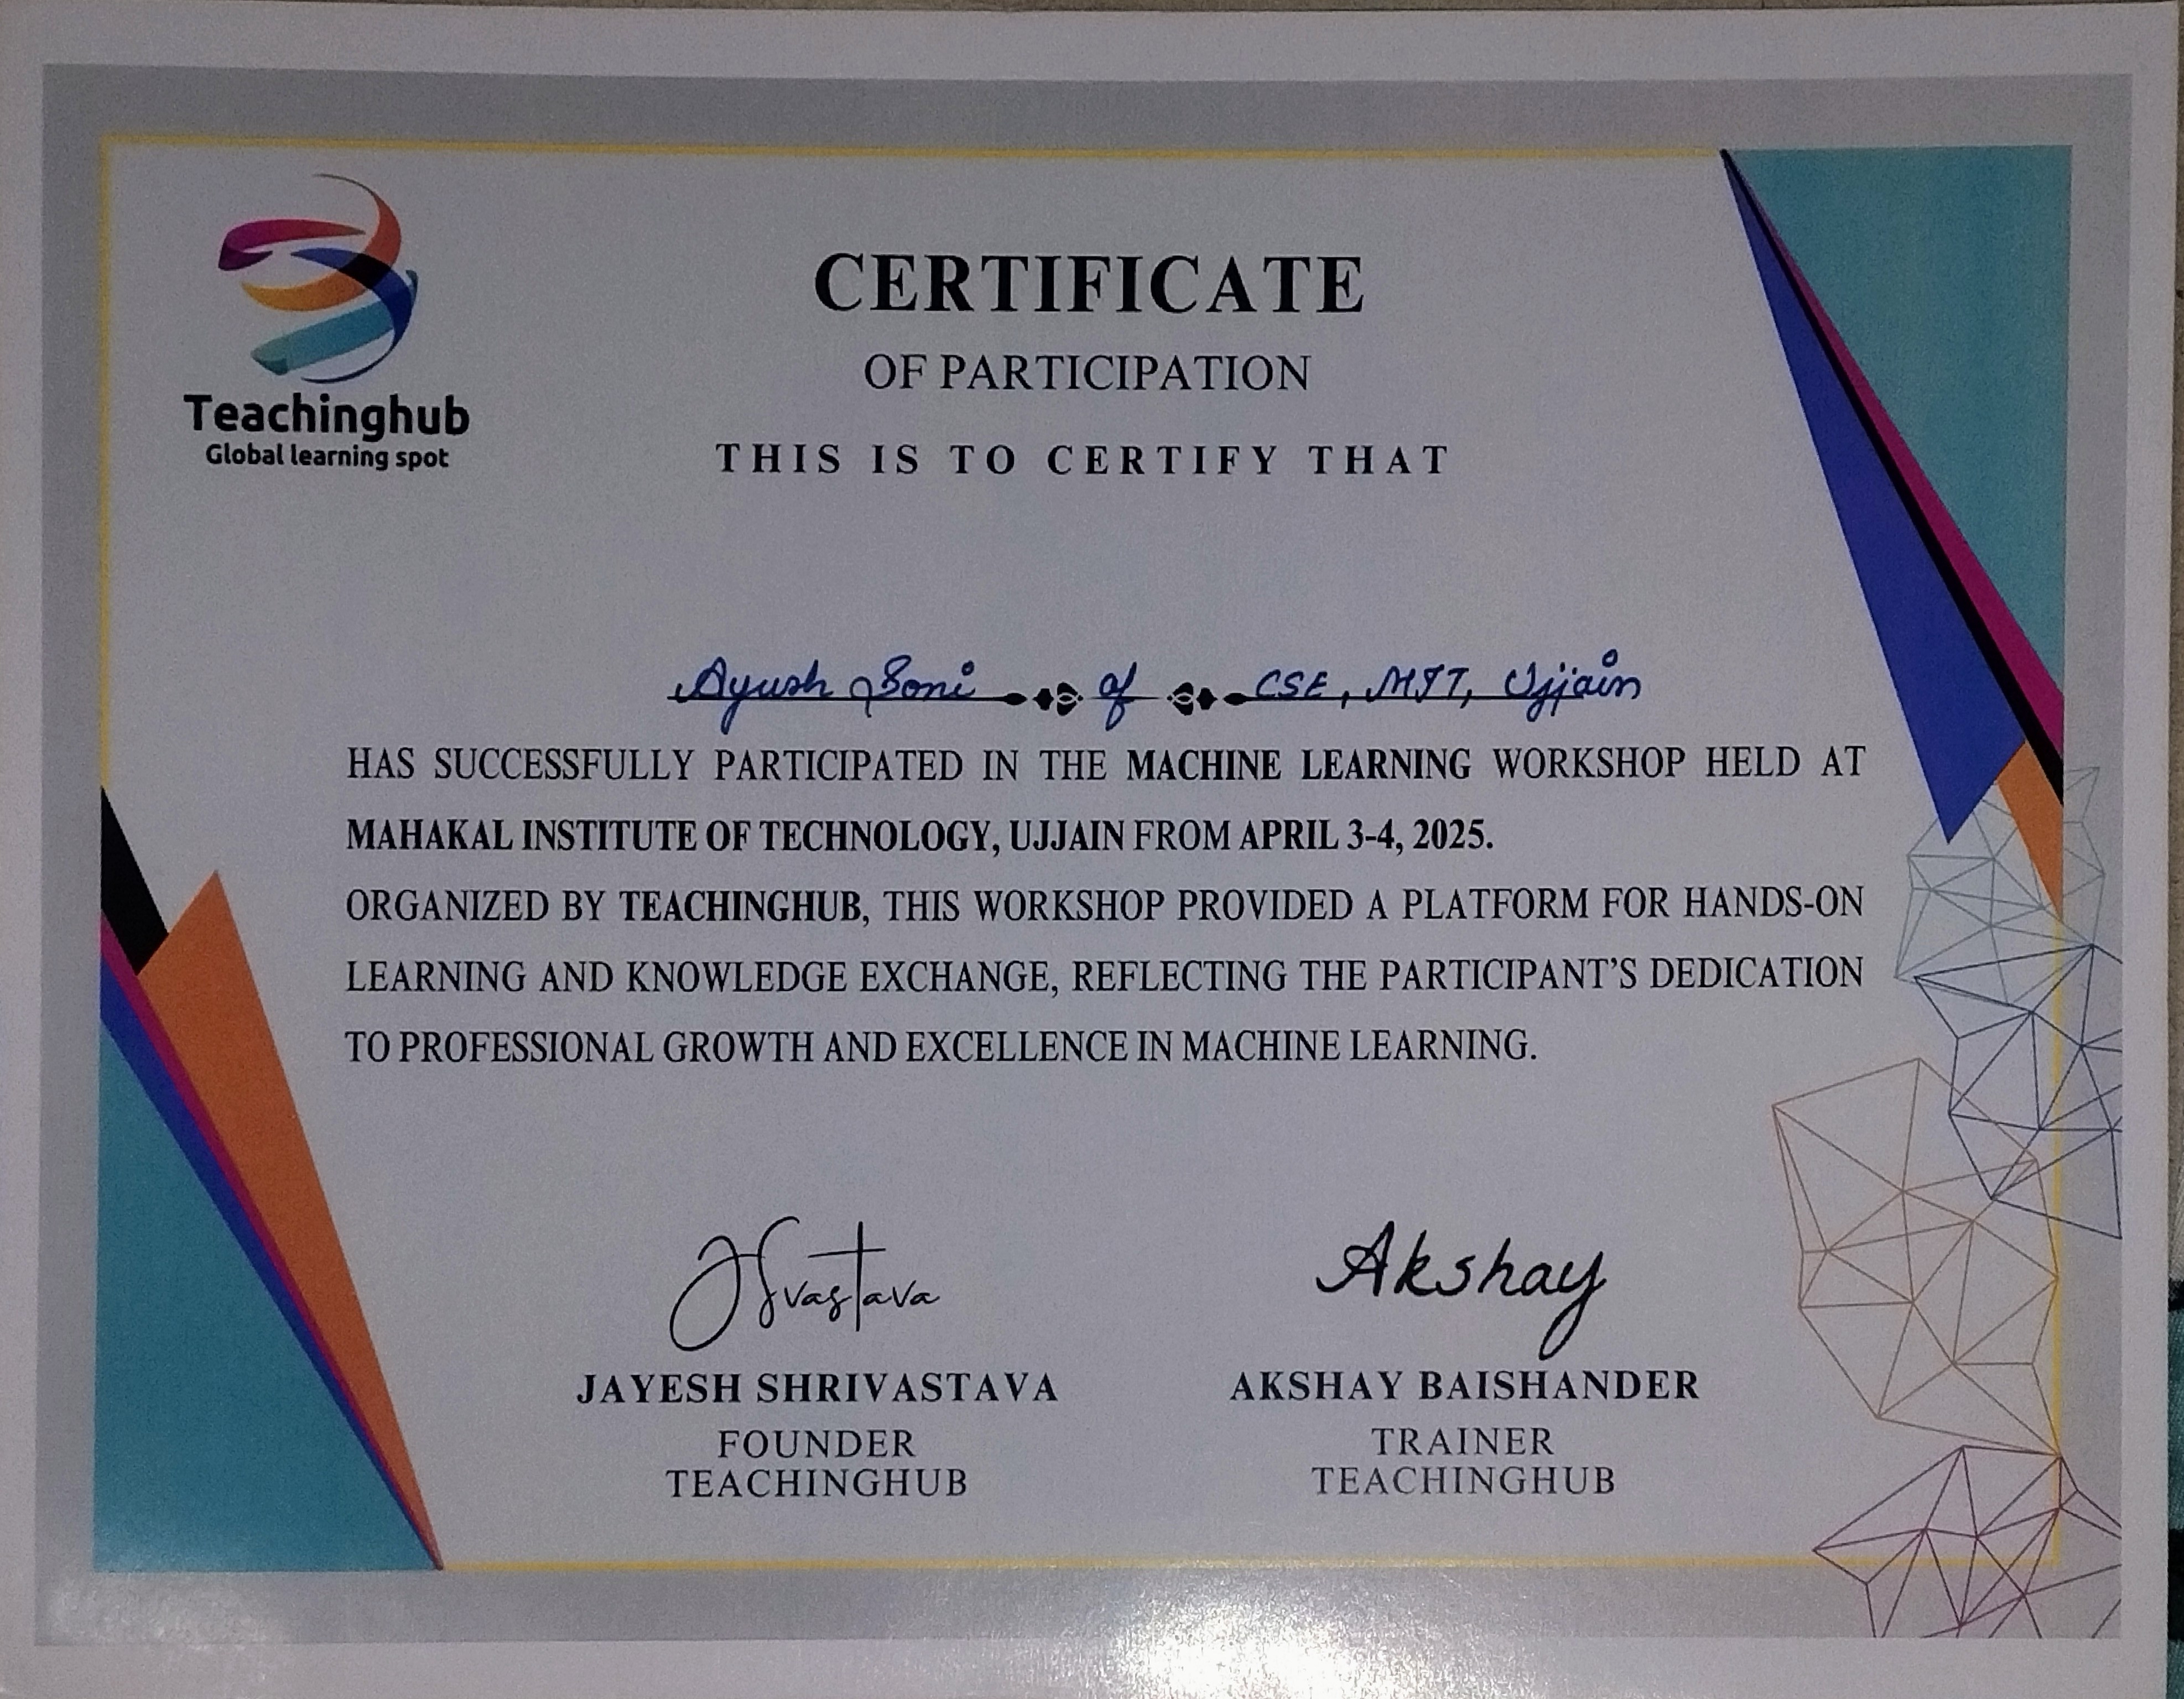 Teachinghub
Global learning spot
CERTIFICATE
OF PARTICIPATION
THIS IS TO CERTIFY THAT
Ayush Soni of CSE, MIT, Ujjain
HAS SUCCESSFULLY PARTICIPATED IN THE MACHINE LEARNING WORKSHOP HELD AT
MAHAKAL INSTITUTE OF TECHNOLOGY, UJJAIN FROM APRIL 3-4, 2025.
ORGANIZED BY TEACHINGHUB, THIS WORKSHOP PROVIDED A PLATFORM FOR HANDS-ON
LEARNING AND KNOWLEDGE EXCHANGE, REFLECTING THE PARTICIPANT'S DEDICATION
TO PROFESSIONAL GROWTH AND EXCELLENCE IN MACHINE LEARNING.
Akshay
JAYESH SHRIVASTAVA
FOUNDER
TEACHINGHUB
AKSHAY BAISHANDER
TRAINER
TEACHINGHUB